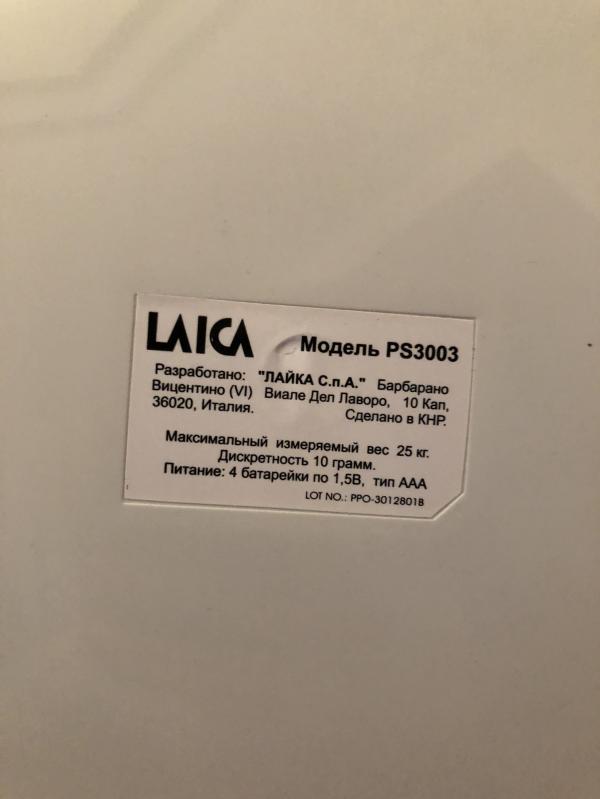 LAICA Модель PS3003
Разработано: "ЛАЙКА С.п.А." Барбарано
Вицентино (VI) Виале Дел Лаворо, 10 Кап,
36020, Италия. Сделано в КНР.
Максимальный измеряемый вес 25 кг.
Дискретность 10 грамм.
Питание: 4 батарейки по 1,5В, тип ААА
LOT NO.: PPO-3012801B